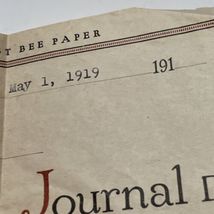 T BEE PAPER
May 1, 1919 191
Journal D